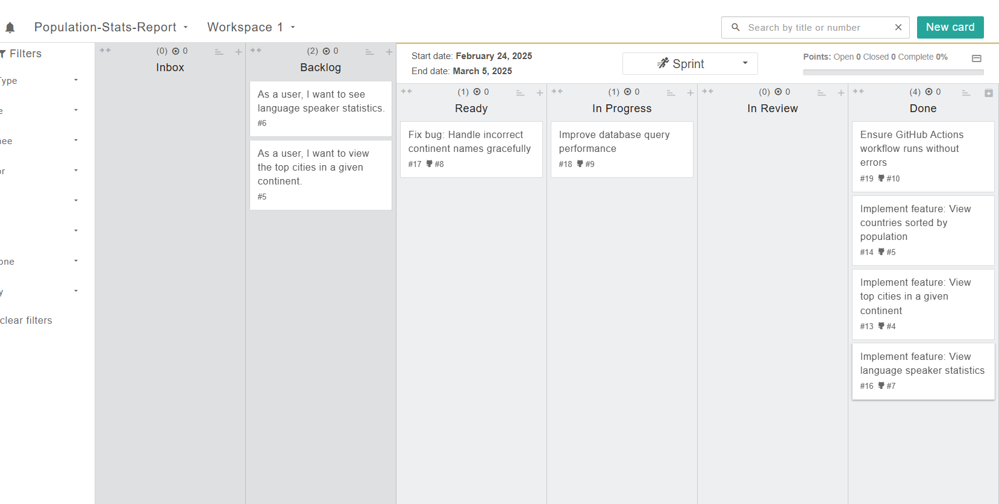 Population-Stats-Report
Workspace 1
Search by title or number
New card
Filters
Type
e
nee
or
one
y
clear filters
(0) 0
Inbox
(2) 0
Backlog
As a user, I want to see
language speaker statistics.
#6
As a user, I want to view
the top cities in a given
continent.
#5
Start date: February 24, 2025
End date: March 5, 2025
Sprint
Points: Open 0 Closed 0 Complete 0%
(1) 0
Ready
Fix bug: Handle incorrect
continent names gracefully
#17 #8
(1) 0
In Progress
Improve database query
performance
#18 #9
(0) 0
In Review
(4) 0
Done
Ensure GitHub Actions
workflow runs without
errors
#19 #10
Implement feature: View
countries sorted by
population
#14 #5
Implement feature: View
top cities in a given
continent
#13 #4
Implement feature: View
language speaker statistics
#16 #7